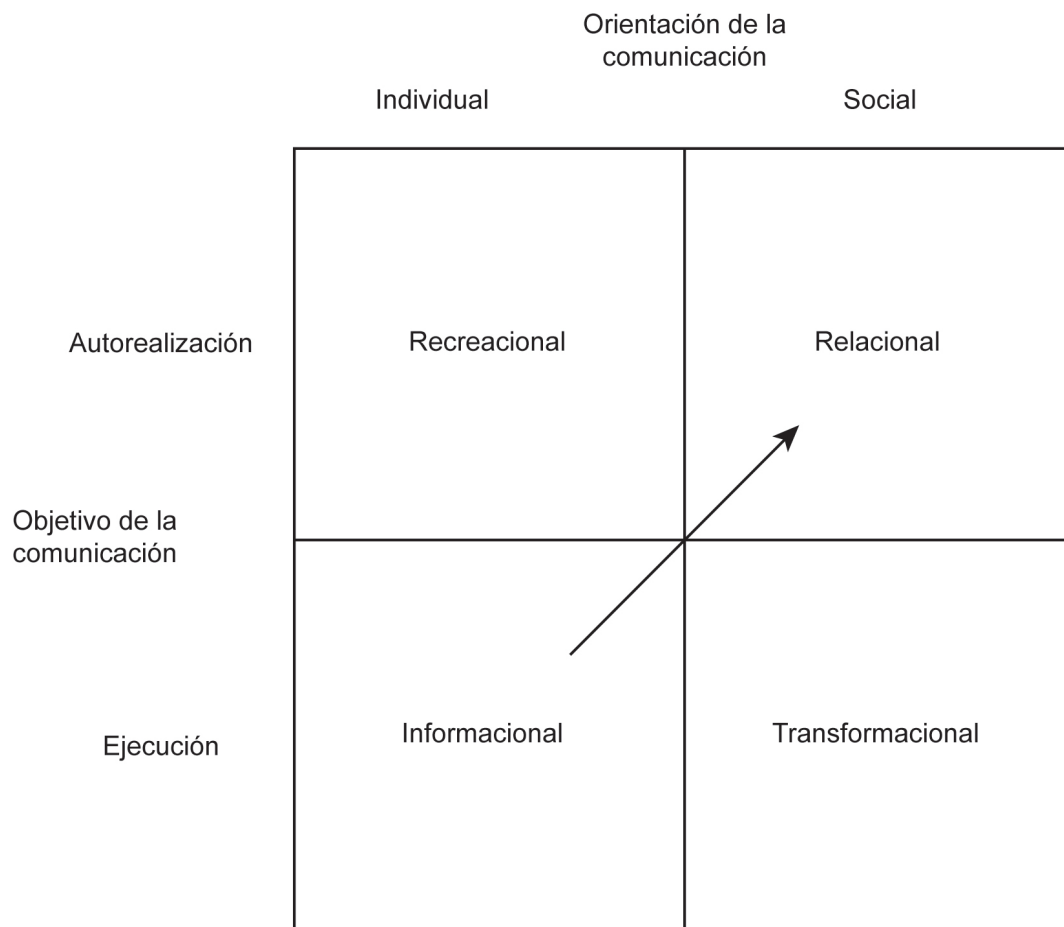 Orientación de la
comunicación
Individual
Social
Autorealización
Recreacional
Relacional
Objetivo de la
comunicación
Ejecución
Informacional
Transformacional